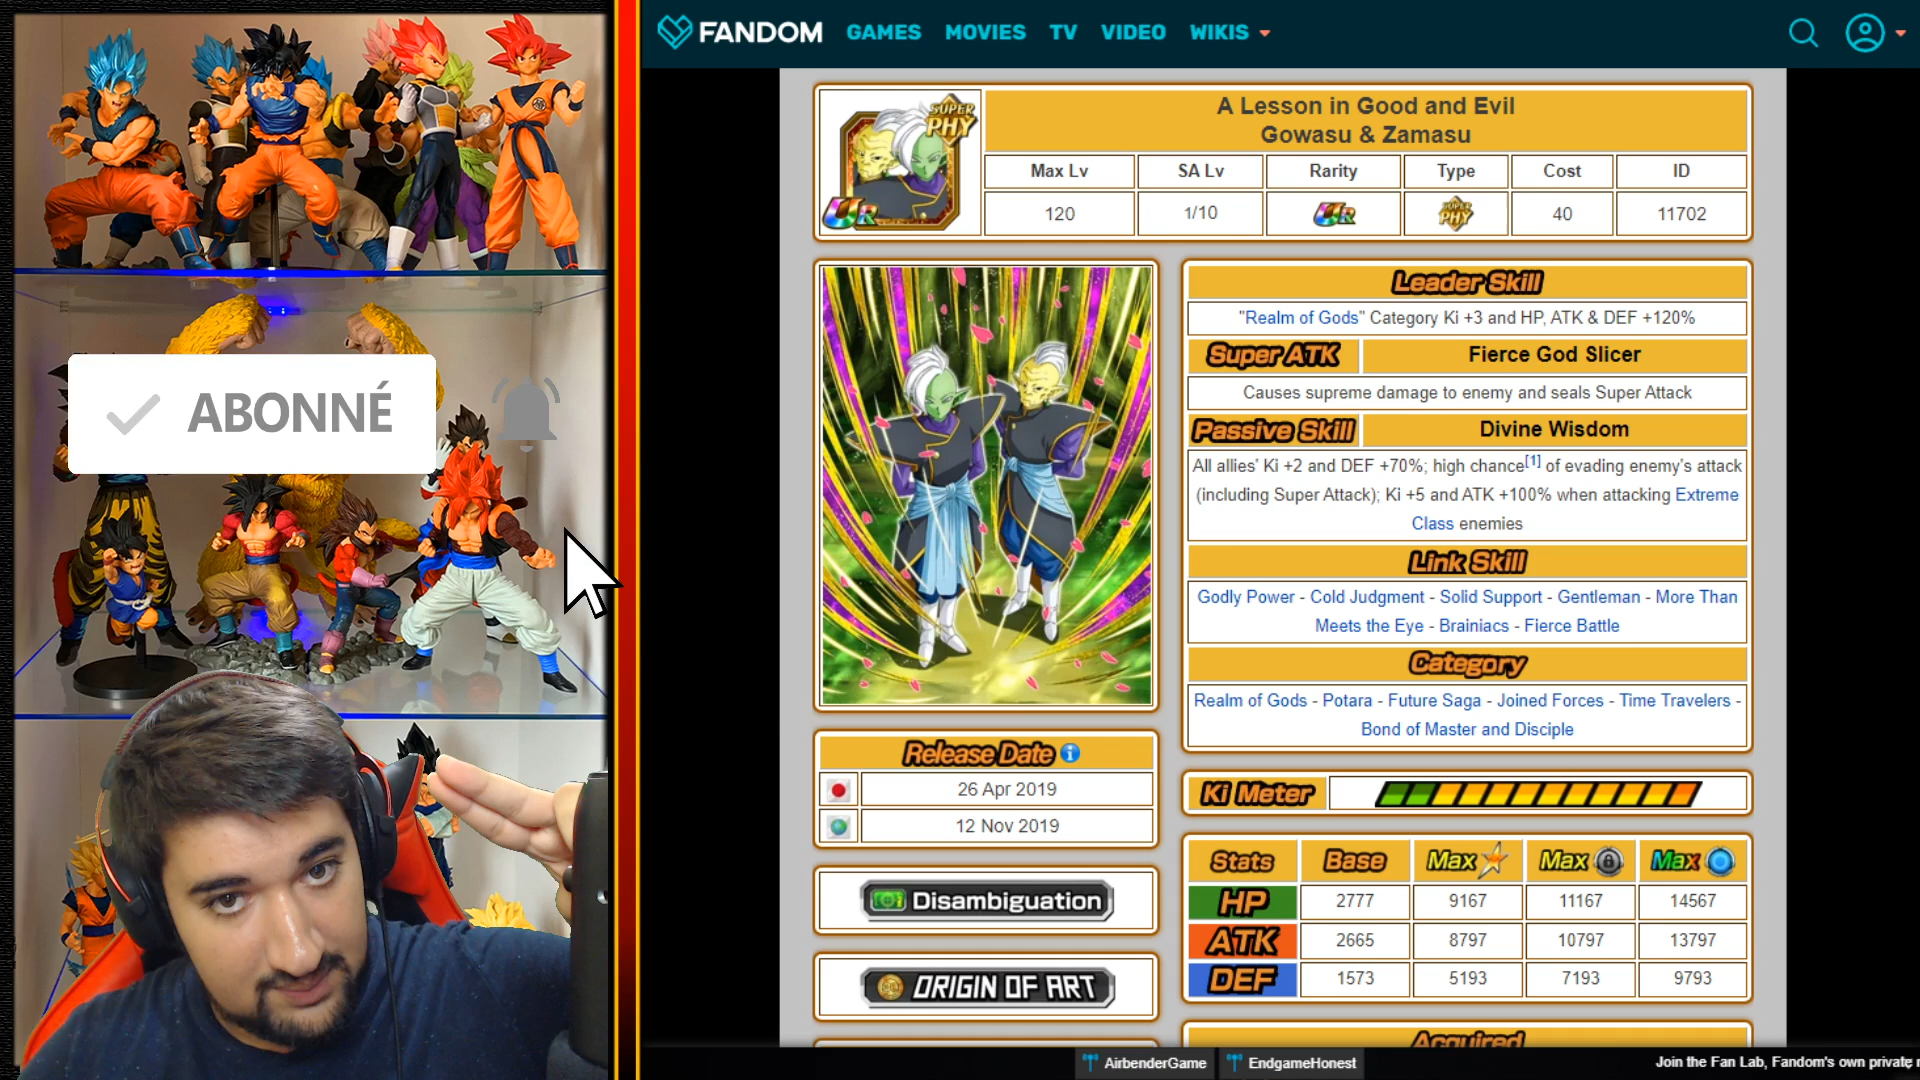 FANDOM GAMES MOVIES TV VIDEO WIKIS
ABONNÉ
SUPER PHY
UR
A Lesson in Good and Evil
Gowasu & Zamasu
Max Lv SA Lv Rarity Type Cost ID
120 1/10 UR SUPER PHY 40 11702
Leader Skill
"Realm of Gods" Category Ki +3 and HP, ATK & DEF +120%
Super ATK Fierce God Slicer
Causes supreme damage to enemy and seals Super Attack
Passive Skill Divine Wisdom
All allies' Ki +2 and DEF +70%; high chance[1] of evading enemy's attack
(including Super Attack); Ki +5 and ATK +100% when attacking Extreme
Class enemies
Link Skill
Godly Power - Cold Judgment - Solid Support - Gentleman - More Than
Meets the Eye - Brainiacs - Fierce Battle
Category
Realm of Gods - Potara - Future Saga - Joined Forces - Time Travelers -
Bond of Master and Disciple
Release Date
26 Apr 2019
12 Nov 2019
Disambiguation
ORIGIN OF ART
Ki Meter
Stats Base Max Max Max
HP 2777 9167 11167 14567
ATK 2665 8797 10797 13797
DEF 1573 5193 7193 9793
Acquired
AirbenderGame EndgameHonest Join the Fan Lab, Fandom's own private